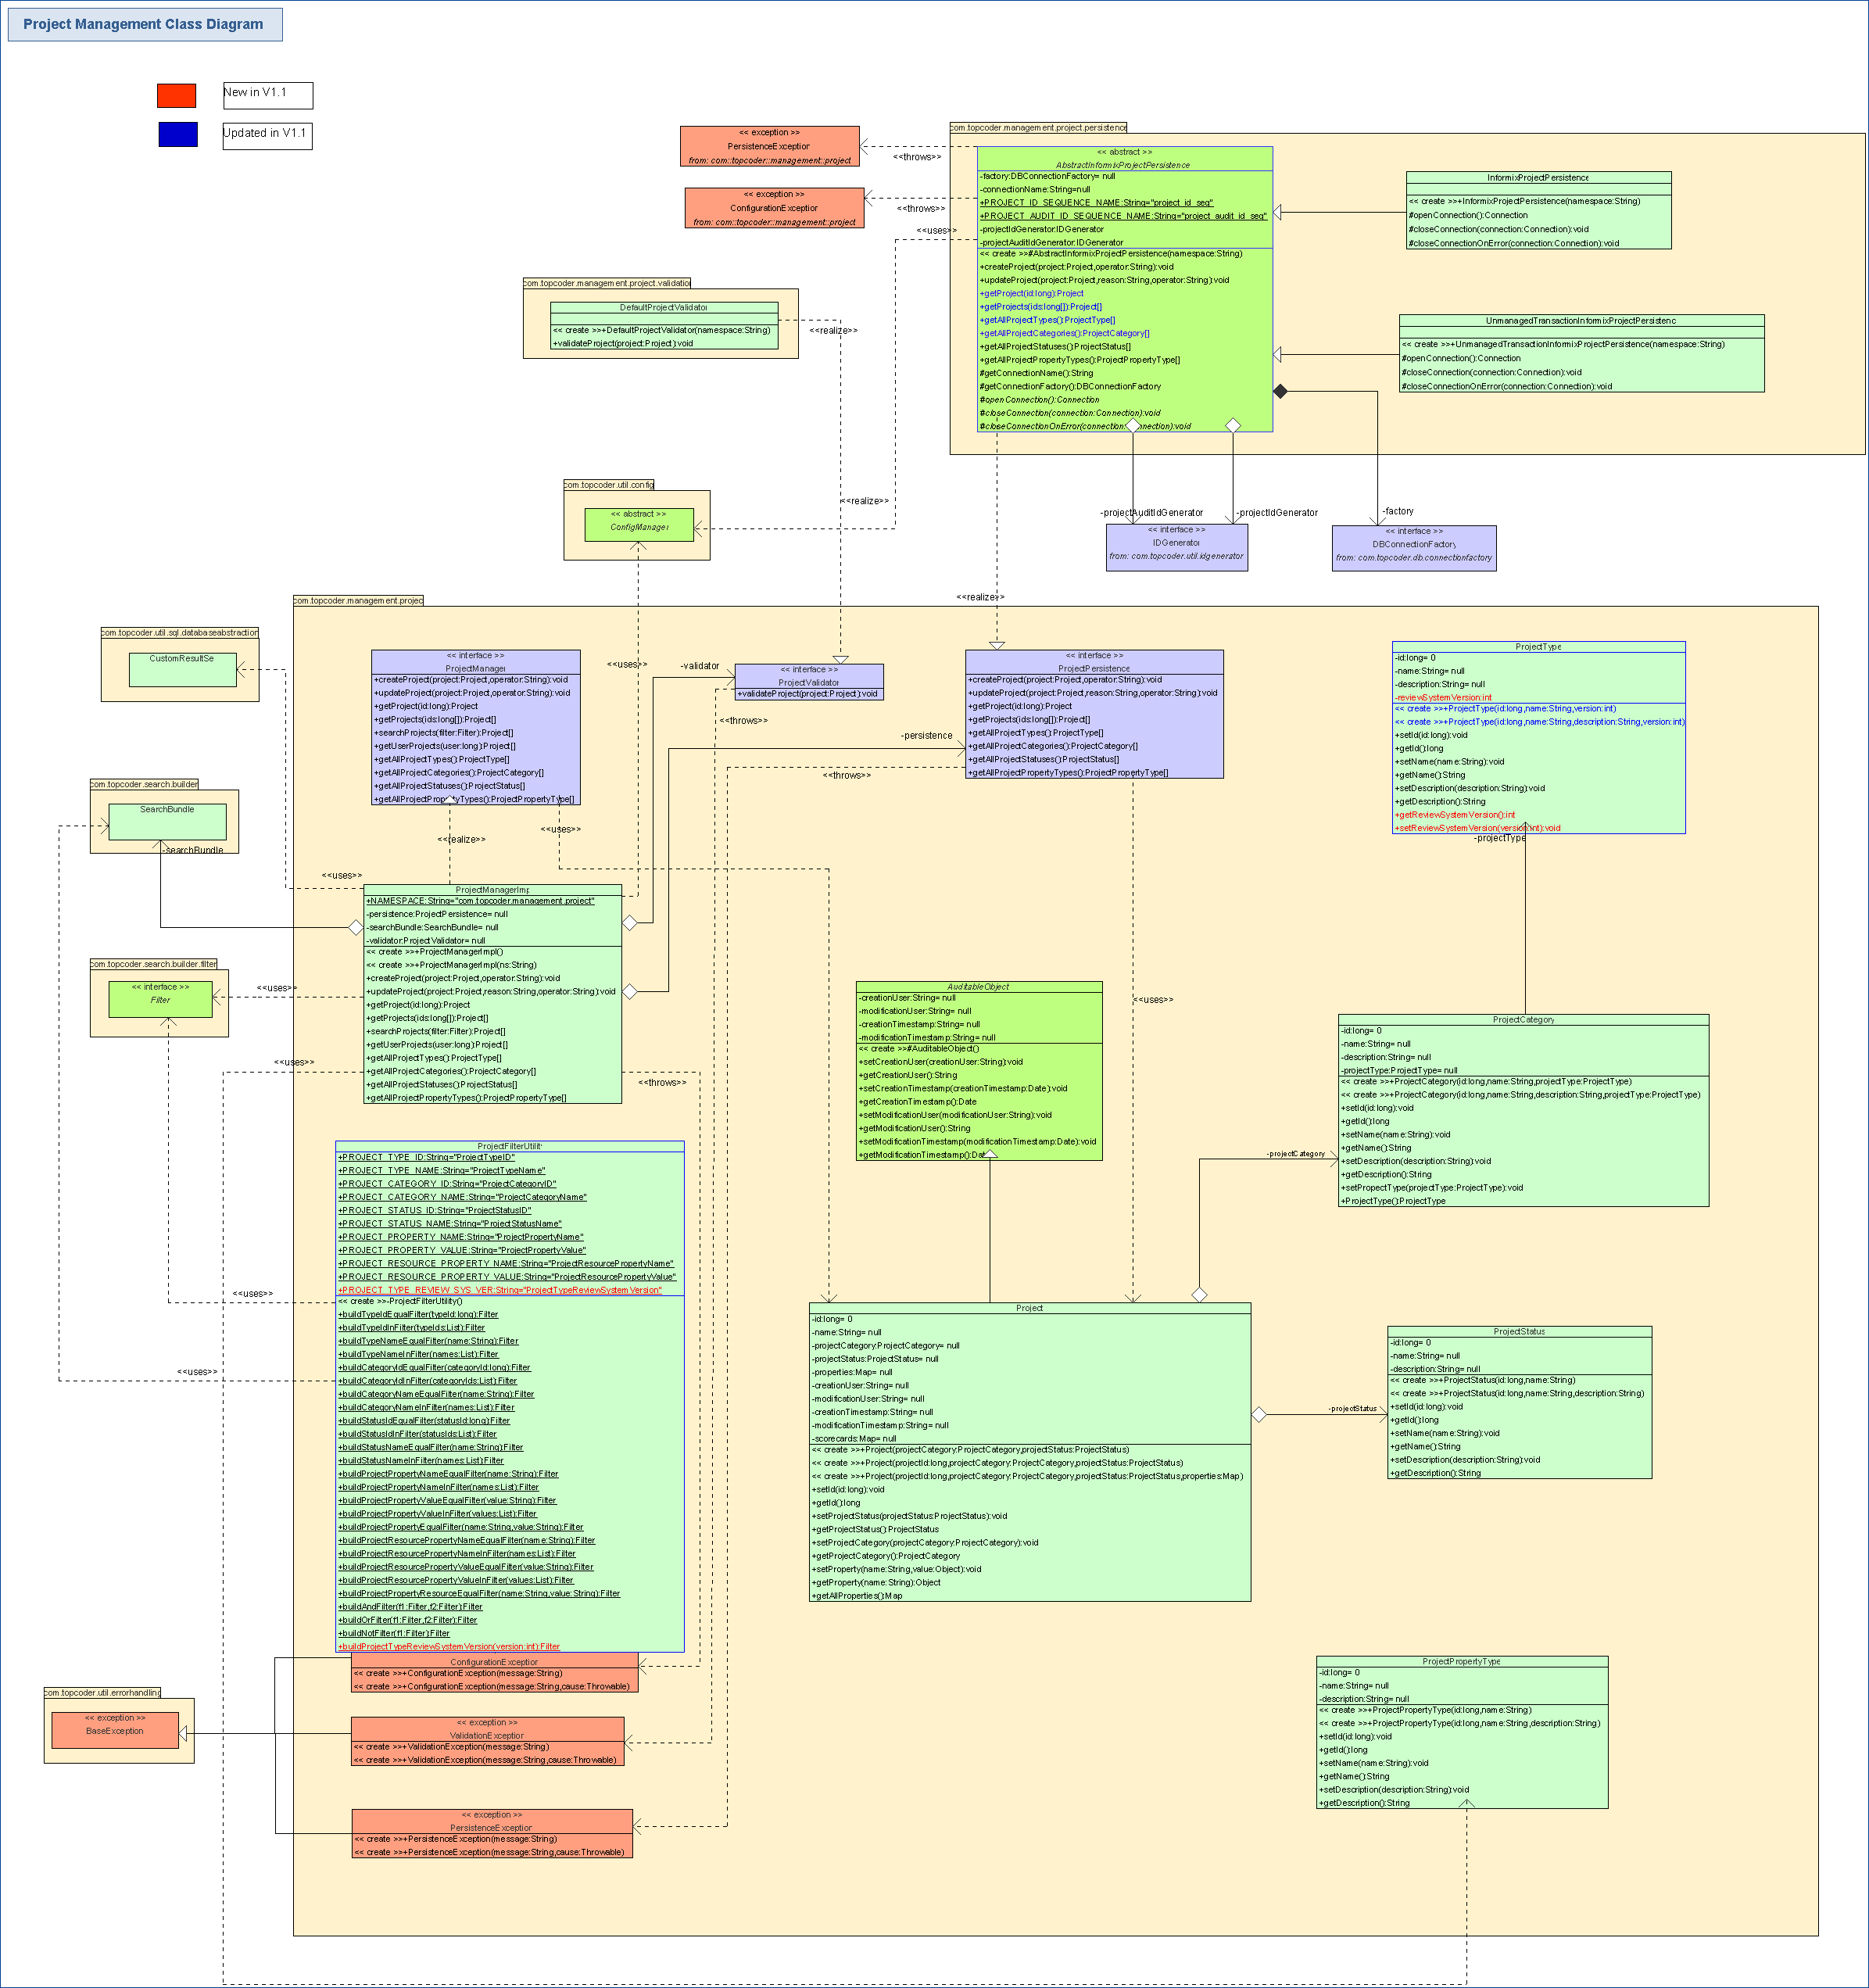 Project Management Class Diagram
New in V1.1
Updated in V1.1
com.topcoder.management.project.persistence
<< exception >>
PersistenceException
from: com::topcoder::management::project
<<throws>>
<< exception >>
ConfigurationException
from: com::topcoder::management::project
<<throws>>
<<uses>>
<< abstract >>
AbstractInformixProjectPersistence
-factory:DBConnectionFactory= null
-connectionName:String=null
+PROJECT_ID_SEQUENCE_NAME:String="project_id_seq"
+PROJECT_AUDIT_ID_SEQUENCE_NAME:String="project_audit_id_seq"
-projectIdGenerator:IDGenerator
-projectAuditIdGenerator:IDGenerator
<< create >>#AbstractInformixProjectPersistence(namespace:String)
+createProject(project:Project,operator:String):void
+updateProject(project:Project,reason:String,operator:String):void
+getProject(id:long):Project
+getProjects(ids:long[]):Project[]
+getAllProjectTypes():ProjectType[]
+getAllProjectCategories():ProjectCategory[]
+getAllProjectStatuses():ProjectStatus[]
+getAllProjectPropertyTypes():ProjectPropertyType[]
#getConnectionName():String
#getConnectionFactory():DBConnectionFactory
#openConnection():Connection
#closeConnection(connection:Connection):void
#closeConnectionOnError(connection:Connection):void
InformixProjectPersistence
<< create >>+InformixProjectPersistence(namespace:String)
#openConnection():Connection
#closeConnection(connection:Connection):void
#closeConnectionOnError(connection:Connection):void
UnmanagedTransactionInformixProjectPersistenc
<< create >>+UnmanagedTransactionInformixProjectPersistence(namespace:String)
#openConnection():Connection
#closeConnection(connection:Connection):void
#closeConnectionOnError(connection:Connection):void
com.topcoder.management.project.validation
DefaultProjectValidator
<< create >>+DefaultProjectValidator(namespace:String)
+validateProject(project:Project):void
<<realize>>
com.topcoder.util.config
<< abstract >>
ConfigManager
<<realize>>
-projectAuditIdGenerator
-projectIdGenerator
-factory
<< interface >>
IDGenerator
from: com.topcoder.util.idgenerator
<< interface >>
DBConnectionFactory
from: com.topcoder.db.connectionfactory
<<realize>>
com.topcoder.management.project
com.topcoder.util.sql.databaseabstraction
CustomResultSe
<< interface >>
ProjectManager
+createProject(project:Project,operator:String):void
+updateProject(project:Project,operator:String):void
+getProject(id:long):Project
+getProjects(ids:long[]):Project[]
+searchProjects(filter:Filter):Project[]
+getUserProjects(user:long):Project[]
+getAllProjectTypes():ProjectType[]
+getAllProjectCategories():ProjectCategory[]
+getAllProjectStatuses():ProjectStatus[]
+getAllProjectPropertyTypes():ProjectPropertyType[]
<<uses>>
-validator
<< interface >>
ProjectValidator
+validateProject(project:Project):void
<<throws>>
-persistence
<<throws>>
<< interface >>
ProjectPersistence
+createProject(project:Project,operator:String):void
+updateProject(project:Project,reason:String,operator:String):void
+getProject(id:long):Project
+getProjects(ids:long[]):Project[]
+getAllProjectTypes():ProjectType[]
+getAllProjectCategories():ProjectCategory[]
+getAllProjectStatuses():ProjectStatus[]
+getAllProjectPropertyTypes():ProjectPropertyType[]
ProjectType
-id:long= 0
-name:String= null
-description:String= null
-reviewSystemVersion:int
<< create >>+ProjectType(id:long,name:String,version:int)
<< create >>+ProjectType(id:long,name:String,description:String,version:int)
+setId(id:long):void
+getId():long
+setName(name:String):void
+getName():String
+setDescription(description:String):void
+getDescription():String
+getReviewSystemVersion():int
+setReviewSystemVersion(version:int):void
-projectType
com.topcoder.search.builder
SearchBundle
-searchBundle
<<realize>>
<<uses>>
<<uses>>
ProjectManagerImp
+NAMESPACE:String="com.topcoder.management.project"
-persistence:ProjectPersistence= null
-searchBundle:SearchBundle= null
-validator:ProjectValidator= null
<< create >>+ProjectManagerImpl()
<< create >>+ProjectManagerImpl(ns:String)
+createProject(project:Project,operator:String):void
+updateProject(project:Project,reason:String,operator:String):void
+getProject(id:long):Project
+getProjects(ids:long[]):Project[]
+searchProjects(filter:Filter):Project[]
+getUserProjects(user:long):Project[]
+getAllProjectTypes():ProjectType[]
+getAllProjectCategories():ProjectCategory[]
+getAllProjectStatuses():ProjectStatus[]
+getAllProjectPropertyTypes():ProjectPropertyType[]
com.topcoder.search.builder.filter
<< interface >>
Filter
<<uses>>
<<uses>>
<<throws>>
<<uses>>
AuditableObject
-creationUser:String= null
-modificationUser:String= null
-creationTimestamp:String= null
-modificationTimestamp:String= null
<< create >>#AuditableObject()
+setCreationUser(creationUser:String):void
+getCreationUser():String
+setCreationTimestamp(creationTimestamp:Date):void
+getCreationTimestamp():Date
+setModificationUser(modificationUser:String):void
+getModificationUser():String
+setModificationTimestamp(modificationTimestamp:Date):void
+getModificationTimestamp():Date
ProjectCategory
-id:long= 0
-name:String= null
-description:String= null
-projectType:ProjectType= null
<< create >>+ProjectCategory(id:long,name:String,projectType:ProjectType)
<< create >>+ProjectCategory(id:long,name:String,description:String,projectType:ProjectType)
+setId(id:long):void
+getId():long
+setName(name:String):void
+getName():String
+setDescription(description:String):void
+getDescription():String
+setPropectType(projectType:ProjectType):void
+ProjectType():ProjectType
-projectCategory
ProjectFilterUtility
+PROJECT_TYPE_ID:String="ProjectTypeID"
+PROJECT_TYPE_NAME:String="ProjectTypeName"
+PROJECT_CATEGORY_ID:String="ProjectCategoryID"
+PROJECT_CATEGORY_NAME:String="ProjectCategoryName"
+PROJECT_STATUS_ID:String="ProjectStatusID"
+PROJECT_STATUS_NAME:String="ProjectStatusName"
+PROJECT_PROPERTY_NAME:String="ProjectPropertyName"
+PROJECT_PROPERTY_VALUE:String="ProjectPropertyValue"
+PROJECT_RESOURCE_PROPERTY_NAME:String="ProjectResourcePropertyName"
+PROJECT_RESOURCE_PROPERTY_VALUE:String="ProjectResourcePropertyValue"
+PROJECT_TYPE_REVIEW_SYS_VER:String="ProjectTypeReviewSystemVersion"
<< create >>-ProjectFilterUtility()
+buildTypeIdEqualFilter(typeId:long):Filter
+buildTypeIdInFilter(typeIds:List):Filter
+buildTypeNameEqualFilter(name:String):Filter
+buildTypeNameInFilter(names:List):Filter
+buildCategoryIdEqualFilter(categoryId:long):Filter
+buildCategoryIdInFilter(categoryIds:List):Filter
+buildCategoryNameEqualFilter(name:String):Filter
+buildCategoryNameInFilter(names:List):Filter
+buildStatusIdEqualFilter(statusId:long):Filter
+buildStatusIdInFilter(statusIds:List):Filter
+buildStatusNameEqualFilter(name:String):Filter
+buildStatusNameInFilter(names:List):Filter
+buildProjectPropertyNameEqualFilter(name:String):Filter
+buildProjectPropertyNameInFilter(names:List):Filter
+buildProjectPropertyValueEqualFilter(value:String):Filter
+buildProjectPropertyValueInFilter(values:List):Filter
+buildProjectPropertyEqualFilter(name:String,value:String):Filter
+buildProjectResourcePropertyNameEqualFilter(name:String):Filter
+buildProjectResourcePropertyNameInFilter(names:List):Filter
+buildProjectResourcePropertyValueEqualFilter(value:String):Filter
+buildProjectResourcePropertyValueInFilter(values:List):Filter
+buildProjectPropertyResourceEqualFilter(name:String,value:String):Filter
+buildAndFilter(f1:Filter,f2:Filter):Filter
+buildOrFilter(f1:Filter,f2:Filter):Filter
+buildNotFilter(f1:Filter):Filter
+buildProjectTypeReviewSystemVersion(version:int):Filter
<<uses>>
<<uses>>
Project
-id:long= 0
-name:String= null
-projectCategory:ProjectCategory= null
-projectStatus:ProjectStatus= null
-properties:Map= null
-creationUser:String= null
-modificationUser:String= null
-creationTimestamp:String= null
-modificationTimestamp:String= null
-scorecards:Map= null
<< create >>+Project(projectCategory:ProjectCategory,projectStatus:ProjectStatus)
<< create >>+Project(projectId:long,projectCategory:ProjectCategory,projectStatus:ProjectStatus)
<< create >>+Project(projectId:long,projectCategory:ProjectCategory,projectStatus:ProjectStatus,properties:Map)
+setId(id:long):void
+getId():long
+setProjectStatus(projectStatus:ProjectStatus):void
+getProjectStatus():ProjectStatus
+setProjectCategory(projectCategory:ProjectCategory):void
+getProjectCategory():ProjectCategory
+setProperty(name:String,value:Object):void
+getProperty(name:String):Object
+getAllProperties():Map
-projectStatus
ProjectStatus
-id:long= 0
-name:String= null
-description:String= null
<< create >>+ProjectStatus(id:long,name:String)
<< create >>+ProjectStatus(id:long,name:String,description:String)
+setId(id:long):void
+getId():long
+setName(name:String):void
+getName():String
+setDescription(description:String):void
+getDescription():String
ConfigurationException
<< create >>+ConfigurationException(message:String)
<< create >>+ConfigurationException(message:String,cause:Throwable)
com.topcoder.util.errorhandling
<< exception >>
BaseException
<< exception >>
ValidationException
<< create >>+ValidationException(message:String)
<< create >>+ValidationException(message:String,cause:Throwable)
<< exception >>
PersistenceException
<< create >>+PersistenceException(message:String)
<< create >>+PersistenceException(message:String,cause:Throwable)
ProjectPropertyType
-id:long= 0
-name:String= null
-description:String= null
<< create >>+ProjectPropertyType(id:long,name:String)
<< create >>+ProjectPropertyType(id:long,name:String,description:String)
+setId(id:long):void
+getId():long
+setName(name:String):void
+getName():String
+setDescription(description:String):void
+getDescription():String